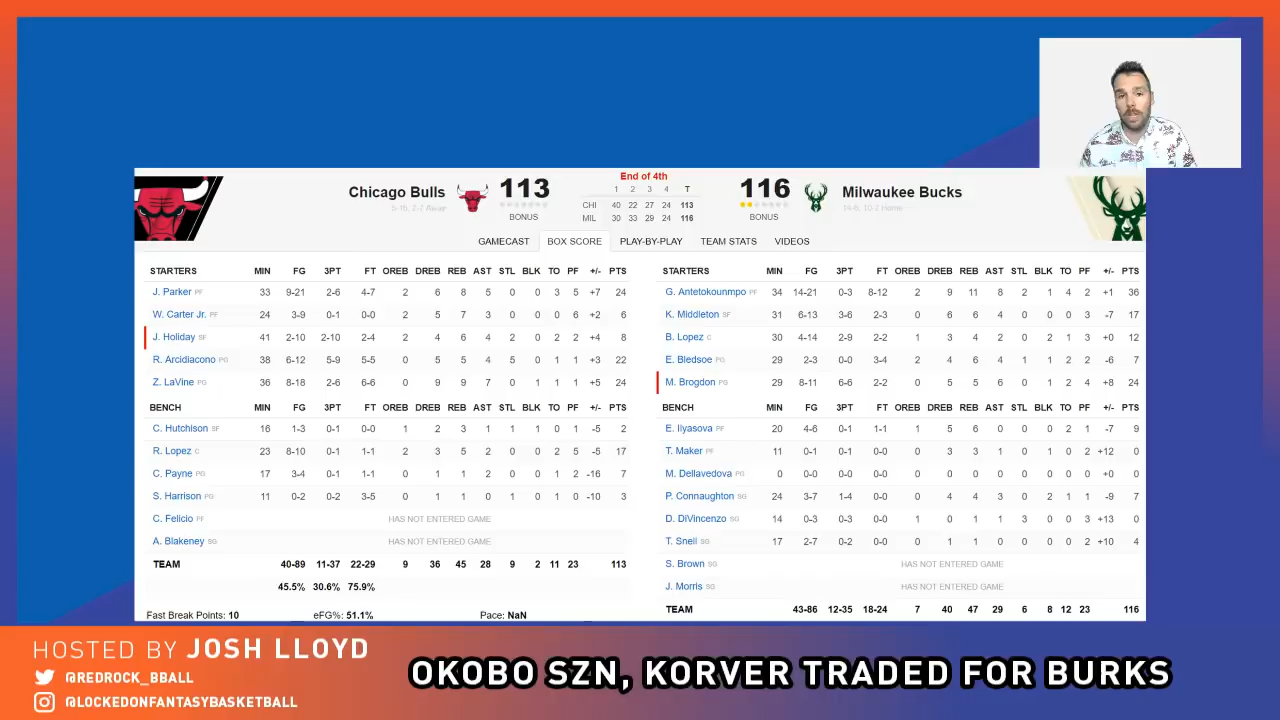 End of 4th
Chicago Bulls 113 116 Milwaukee Bucks
1 2 3 4 T
CHI 40 22 27 24 113
MIL 30 33 29 24 116
BONUS BONUS
GAMECAST BOX SCORE PLAY-BY-PLAY TEAM STATS VIDEOS
STARTERS MIN FG 3PT FT OREB DREB REB AST STL BLK TO PF +/- PTS
J. Parker PF 33 9-21 2-6 4-7 2 6 8 5 0 0 3 5 +7 24
W. Carter Jr. PF 24 3-9 0-1 0-0 2 5 7 3 0 0 0 6 +2 6
J. Holiday SF 41 2-10 2-10 2-4 2 4 6 4 2 0 2 2 +4 8
R. Arcidiacono PG 38 6-12 5-9 5-5 0 5 5 4 5 0 1 1 +3 22
Z. LaVine PG 36 8-18 2-6 6-6 0 9 9 7 0 1 1 1 +5 24
BENCH MIN FG 3PT FT OREB DREB REB AST STL BLK TO PF +/- PTS
C. Hutchison SF 16 1-3 0-1 0-0 1 2 3 1 1 1 0 1 -5 2
R. Lopez C 23 8-10 0-1 1-1 2 3 5 2 0 0 2 5 -5 17
C. Payne PG 17 3-4 0-1 1-1 0 1 1 2 0 0 1 2 -16 7
S. Harrison PG 11 0-2 0-2 3-5 0 1 1 0 1 0 1 0 -10 3
C. Felicio PF HAS NOT ENTERED GAME
A. Blakeney SG HAS NOT ENTERED GAME
TEAM 40-89 11-37 22-29 9 36 45 28 9 2 11 23 113
45.5% 30.6% 75.9%
Fast Break Points: 10 eFG%: 51.1% Pace: NaN
STARTERS MIN FG 3PT FT OREB DREB REB AST STL BLK TO PF +/- PTS
G. Antetokounmpo PF 34 14-21 0-3 8-12 2 9 11 8 2 1 4 2 +1 36
K. Middleton SF 31 6-13 3-6 2-3 0 6 6 4 0 0 0 3 -7 17
B. Lopez C 30 4-14 2-9 2-2 1 3 4 2 0 2 1 3 +0 12
E. Bledsoe PG 29 2-3 0-0 3-4 2 4 6 4 1 1 2 2 -6 7
M. Brogdon PG 29 8-11 6-6 2-2 0 5 5 6 0 1 2 4 +8 24
BENCH MIN FG 3PT FT OREB DREB REB AST STL BLK TO PF +/- PTS
E. Ilyasova PF 20 4-6 0-1 1-1 1 5 6 0 0 0 2 1 -7 9
T. Maker PF 11 0-1 0-1 0-0 0 3 3 1 0 1 0 2 +12 0
M. Dellavedova PG 0 0-0 0-0 0-0 0 0 0 0 0 0 0 0 +0 0
P. Connaughton SG 24 3-7 1-4 0-0 0 4 4 3 0 2 1 1 -9 7
D. DiVincenzo SG 14 0-3 0-3 0-0 1 0 1 1 3 0 0 3 +13 0
T. Snell SG 17 2-7 0-2 0-0 0 1 1 0 0 0 0 2 +10 4
S. Brown SG HAS NOT ENTERED GAME
J. Morris SG HAS NOT ENTERED GAME
TEAM 43-86 12-35 18-24 7 40 47 29 6 8 12 23 116
HOSTED BY JOSH LLOYD
@REDROCK_BBALL
@LOCKEDONFANTASYBASKETBALL
OKOBO SZN, KORVER TRADED FOR BURKS